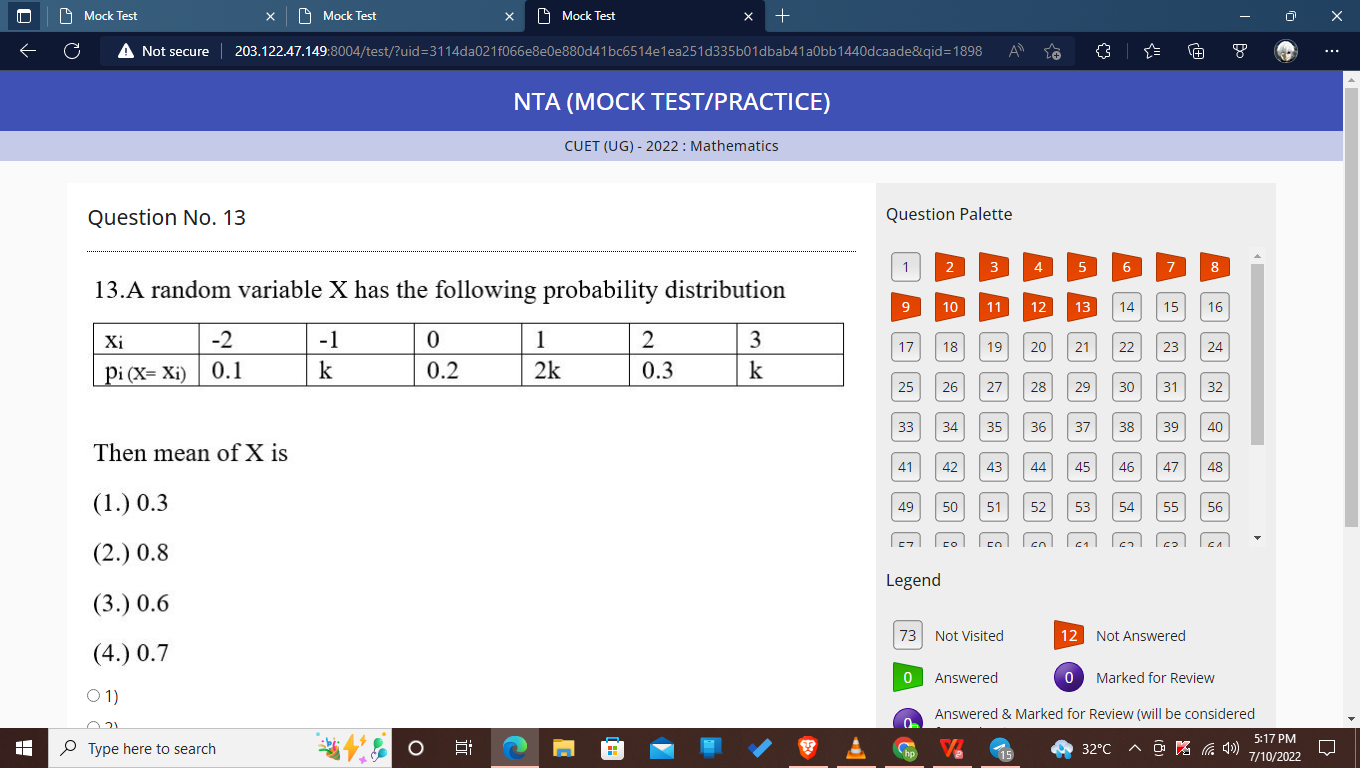 Mock Test
Mock Test
Mock Test
Not secure
203.122.47.149:8004/test/?uid=3114da021f066e8e0e880d41bc6514e1ea251d335b01dbab41a0bb1440dcaade&qid=1898
NTA (MOCK TEST/PRACTICE)
CUET (UG) - 2022 : Mathematics
Question No. 13
13.A random variable X has the following probability distribution
xi -2 -1 0 1 2 3
pi (X= xi) 0.1 k 0.2 2k 0.3 k
Then mean of X is
(1.) 0.3
(2.) 0.8
(3.) 0.6
(4.) 0.7
1)
2)
Question Palette
1 2 3 4 5 6 7 8
9 10 11 12 13 14 15 16
17 18 19 20 21 22 23 24
25 26 27 28 29 30 31 32
33 34 35 36 37 38 39 40
41 42 43 44 45 46 47 48
49 50 51 52 53 54 55 56
57 58 59 60 61 62 63 64
Legend
73 Not Visited
12 Not Answered
0 Answered
0 Marked for Review
0 Answered & Marked for Review (will be considered
Type here to search
hp
15
32°C
5:17 PM
7/10/2022